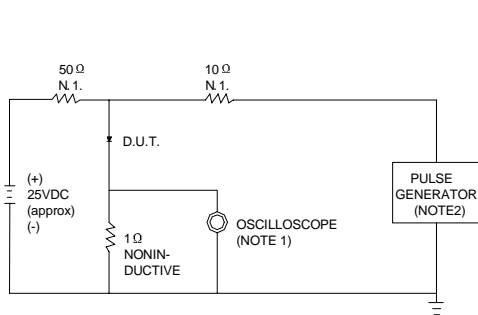 50 Ω
N.1.
10 Ω
N.1.
D.U.T.
(+)
25VDC
(approx)
(-)
1 Ω
NONIN-
DUCTIVE
OSCILLOSCOPE
(NOTE 1)
PULSE
GENERATOR
(NOTE2)